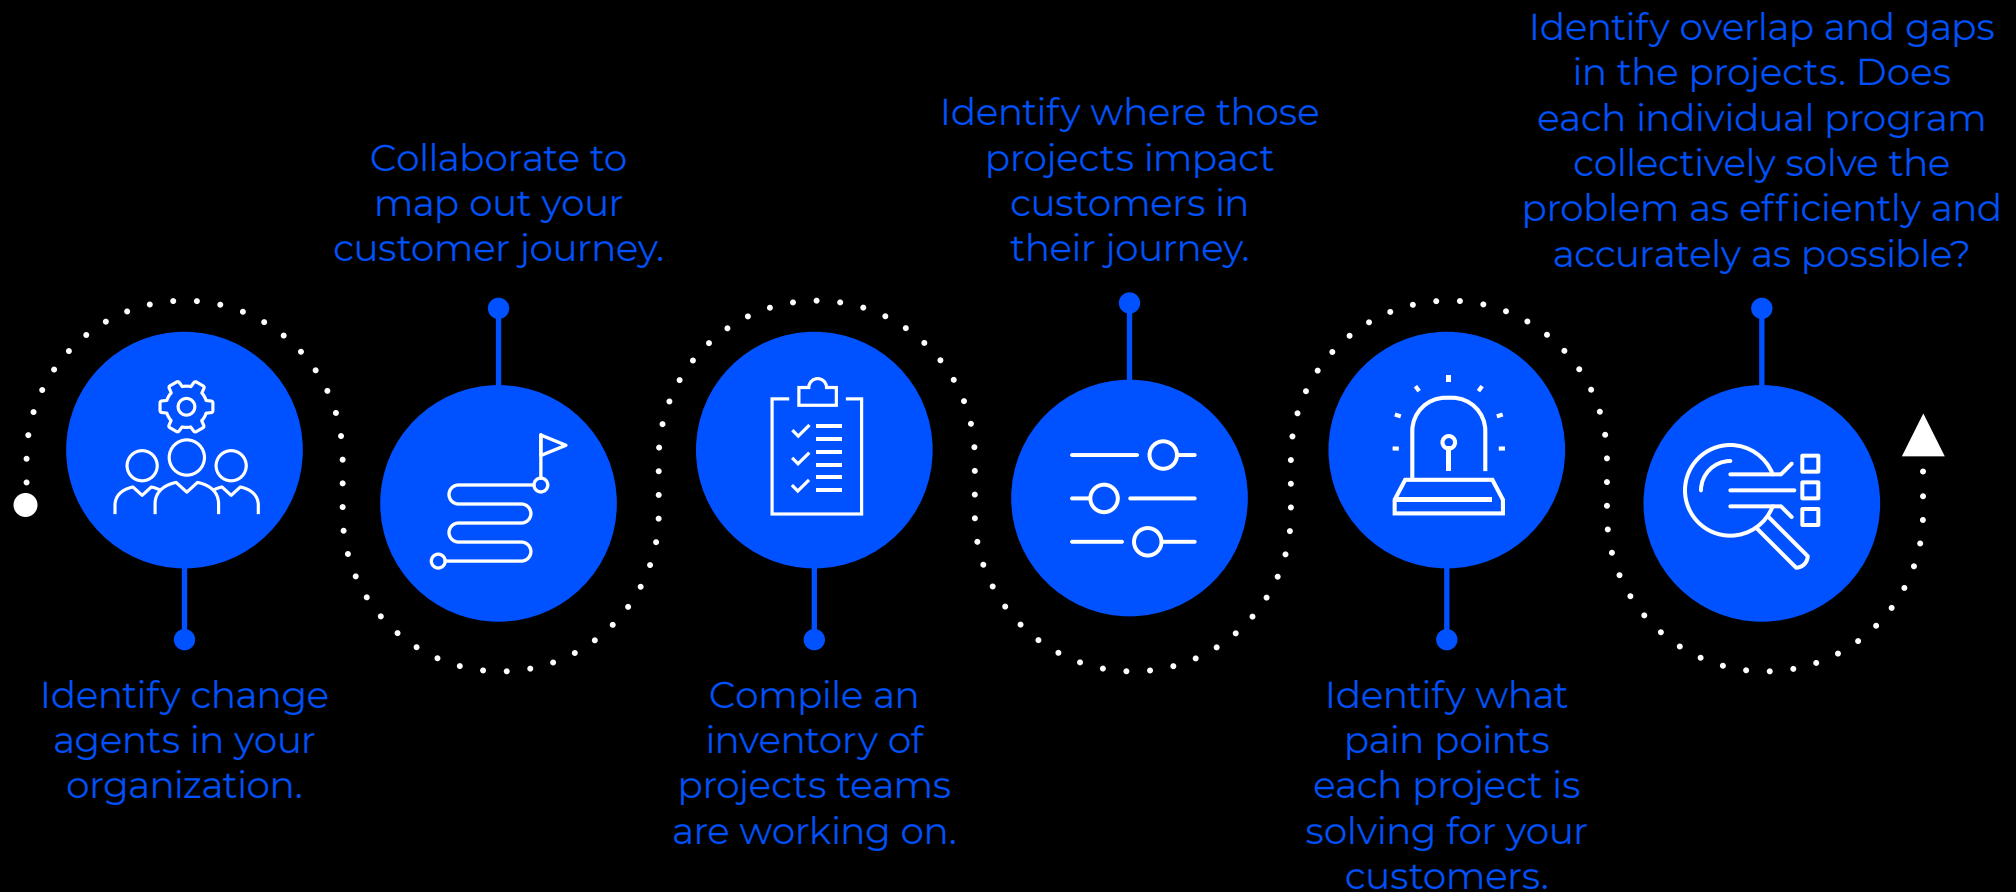 Identify change
agents in your
organization.
Collaborate to
map out your
customer journey.
Compile an
inventory of
projects teams
are working on.
Identify where those
projects impact
customers in
their journey.
Identify what
pain points
each project is
solving for your
customers.
Identify overlap and gaps
in the projects. Does
each individual program
collectively solve the
problem as efficiently and
accurately as possible?